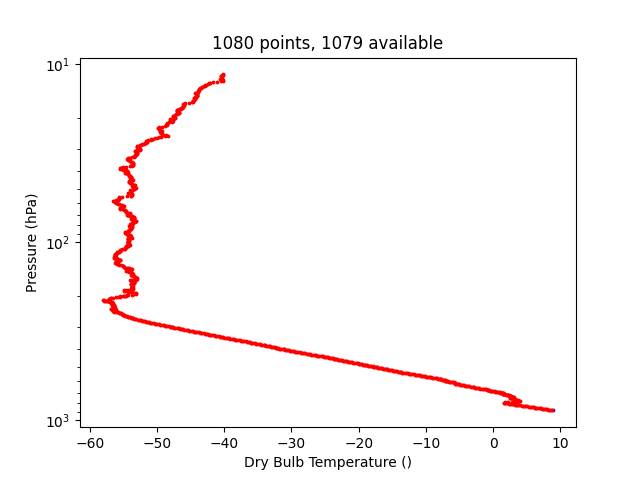 1080 points, 1079 available
10¹
10²
10³
Pressure (hPa)
−60 −50 −40 −30 −20 −10 0 10
Dry Bulb Temperature ()